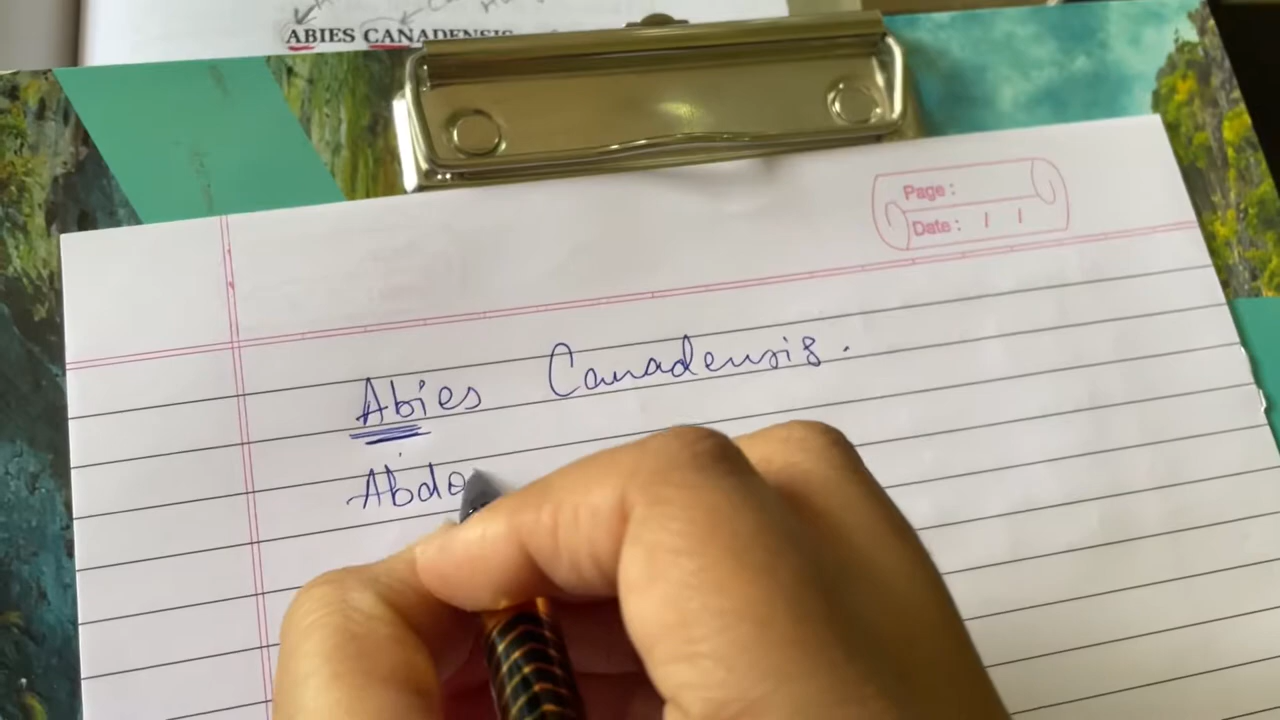 ABIES CANADENSIS
Page :
Date : / /
Abies Canadensis.
Abdo